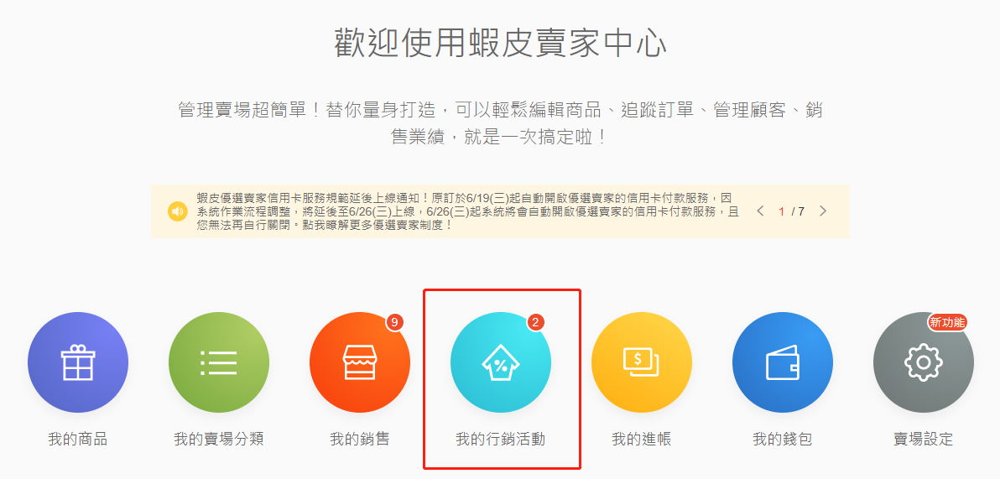 歡迎使用蝦皮賣家中心
管理賣場超簡單！替你量身打造，可以輕鬆編輯商品、追蹤訂單、管理顧客、銷
售業績，就是一次搞定啦！
蝦皮優選賣家信用卡服務規範延後上線通知！原訂於6/19(三)起自動開啟優選賣家的信用卡付款服務，因
系統作業流程調整，將延後至6/26(三)上線，6/26(三)起系統將會自動開啟優選賣家的信用卡付款服務，且
您無法再自行關閉。點我瞭解更多優選賣家制度！
1 / 7
9
2
新功能
$
%
我的商品
我的賣場分類
我的銷售
我的行銷活動
我的進帳
我的錢包
賣場設定